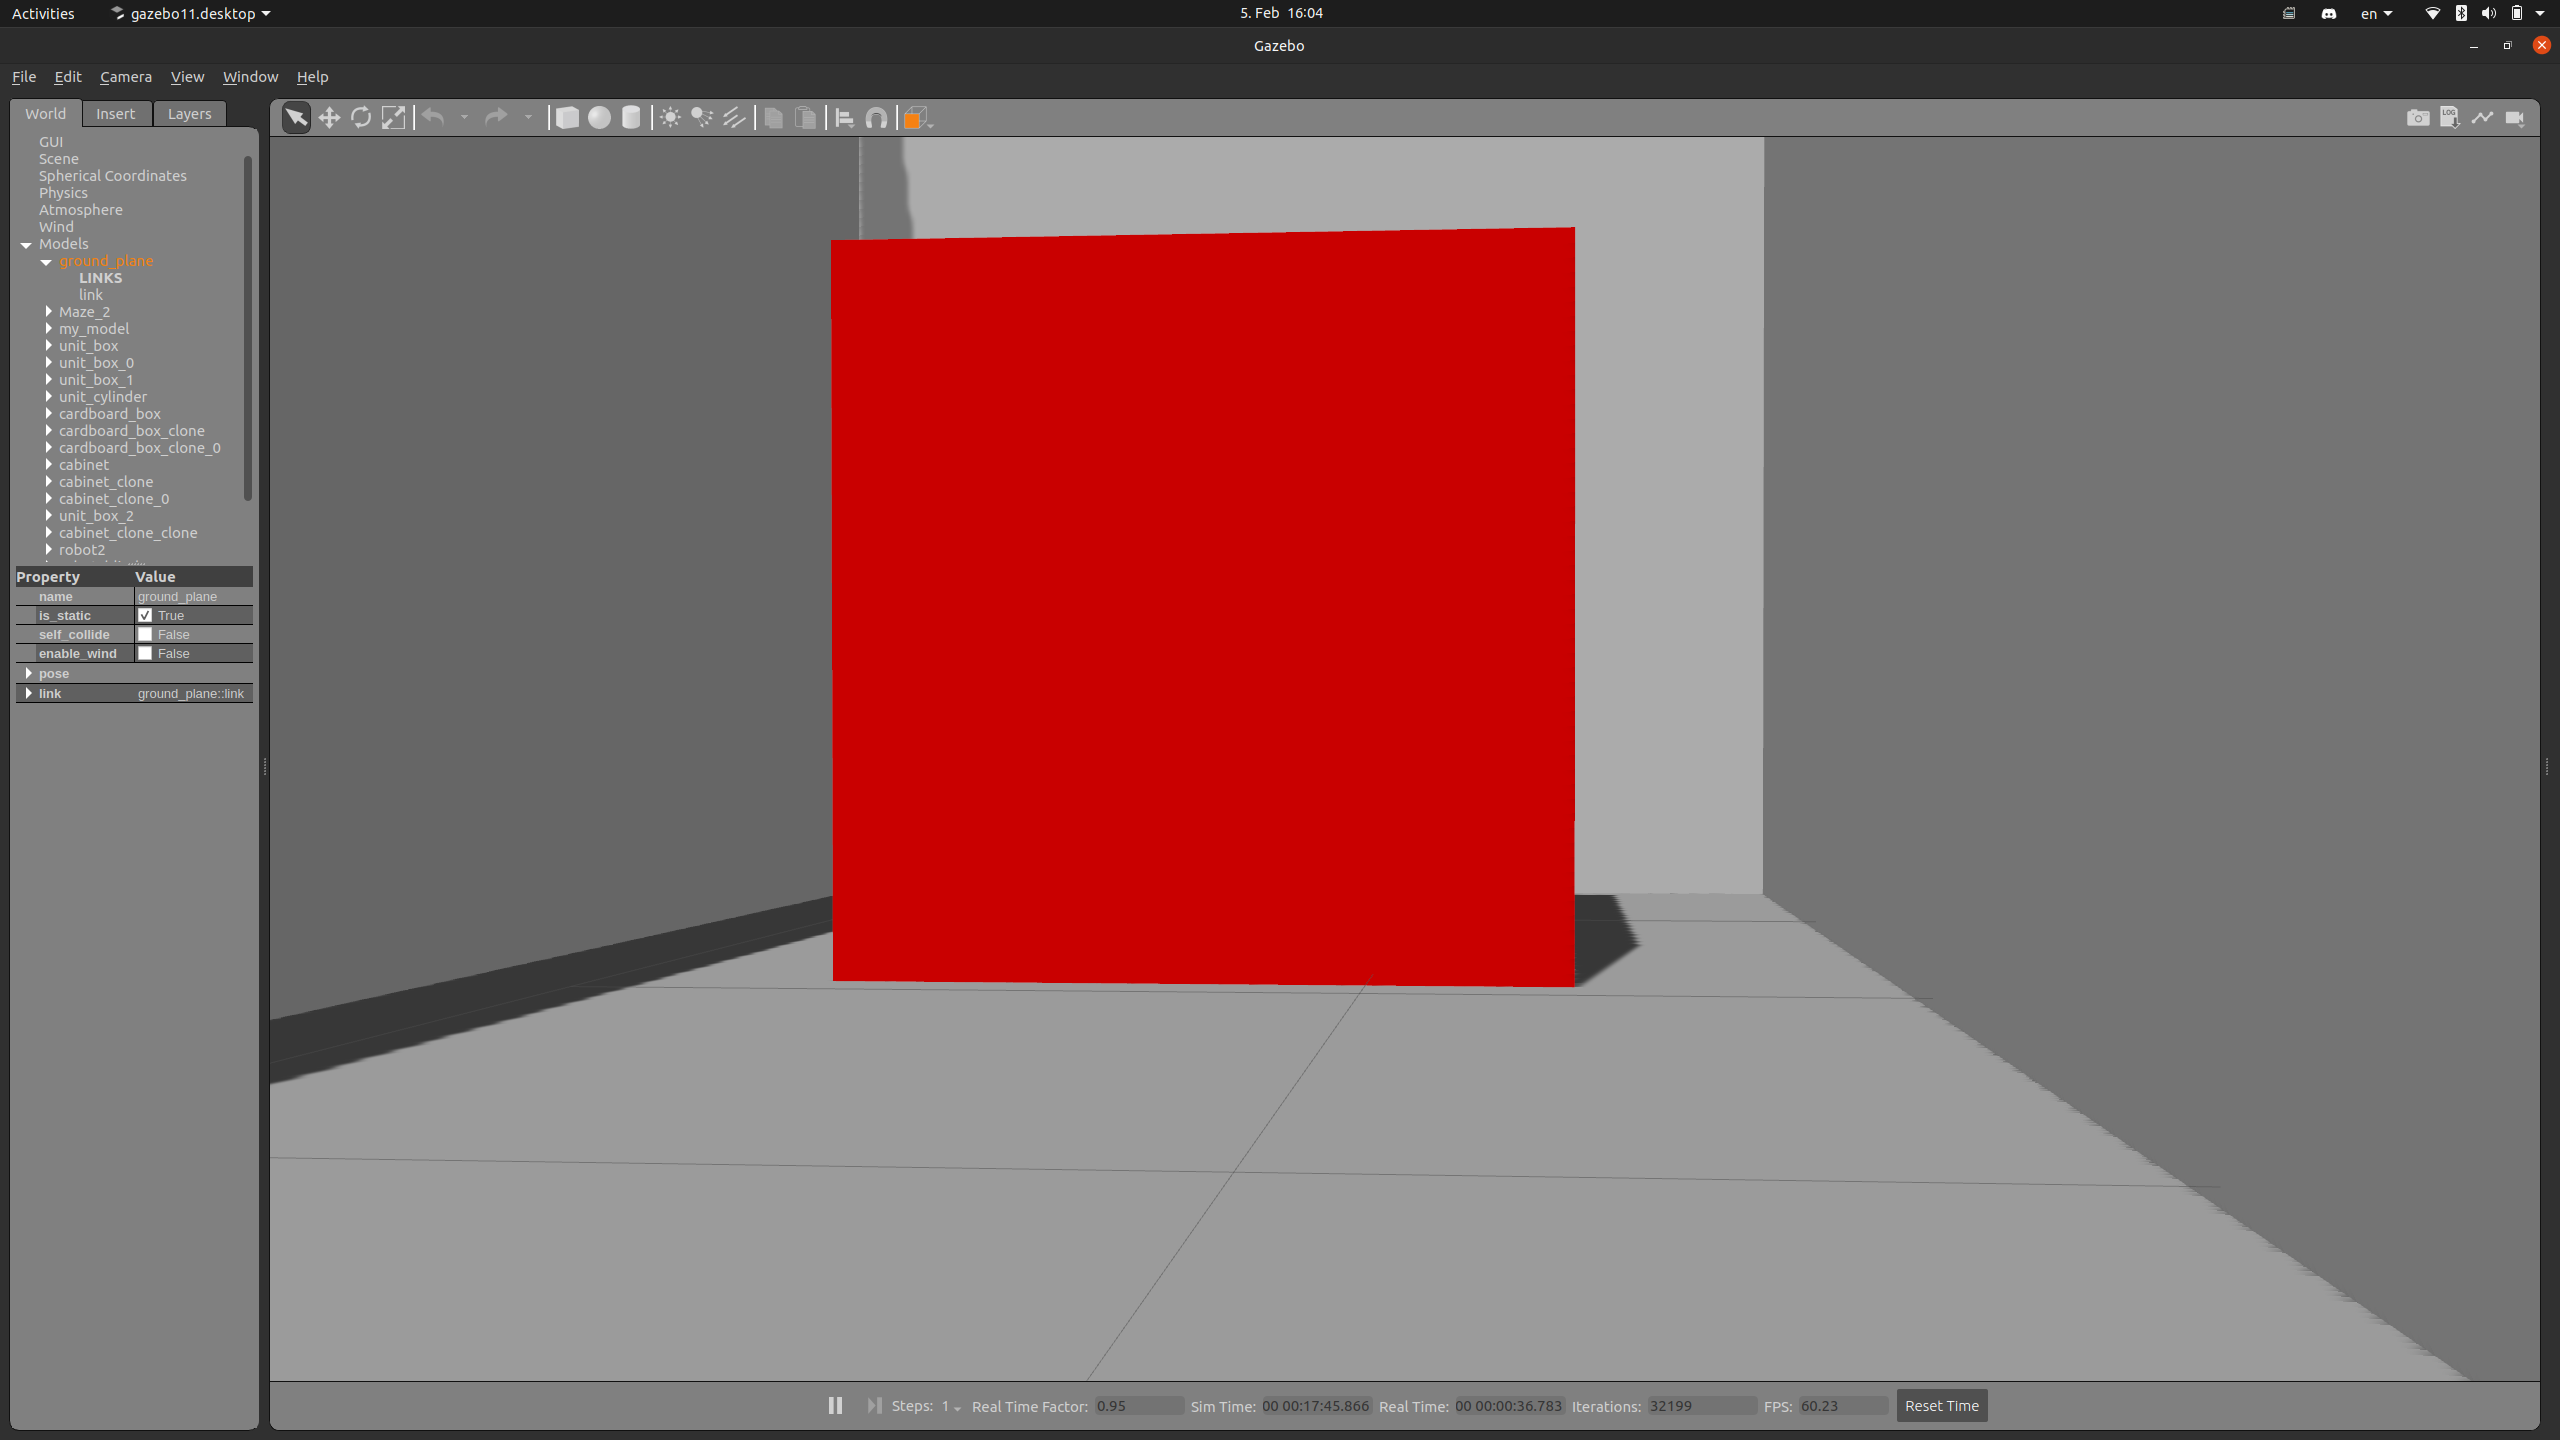 Activities gazebo11.desktop 5. Feb 16:04 en
Gazebo
File Edit Camera View Window Help
World Insert Layers
GUI
Scene
Spherical Coordinates
Physics
Atmosphere
Wind
Models
ground_plane
LINKS
link
Maze_2
my_model
unit_box
unit_box_0
unit_box_1
unit_cylinder
cardboard_box
cardboard_box_clone
cardboard_box_clone_0
cabinet
cabinet_clone
cabinet_clone_0
unit_box_2
cabinet_clone_clone
robot2
Property Value
name ground_plane
is_static True
self_collide False
enable_wind False
pose
link ground_plane::link
LOG
Steps: 1 Real Time Factor: 0.95 Sim Time: 00 00:17:45.866 Real Time: 00 00:00:36.783 Iterations: 32199 FPS: 60.23 Reset Time